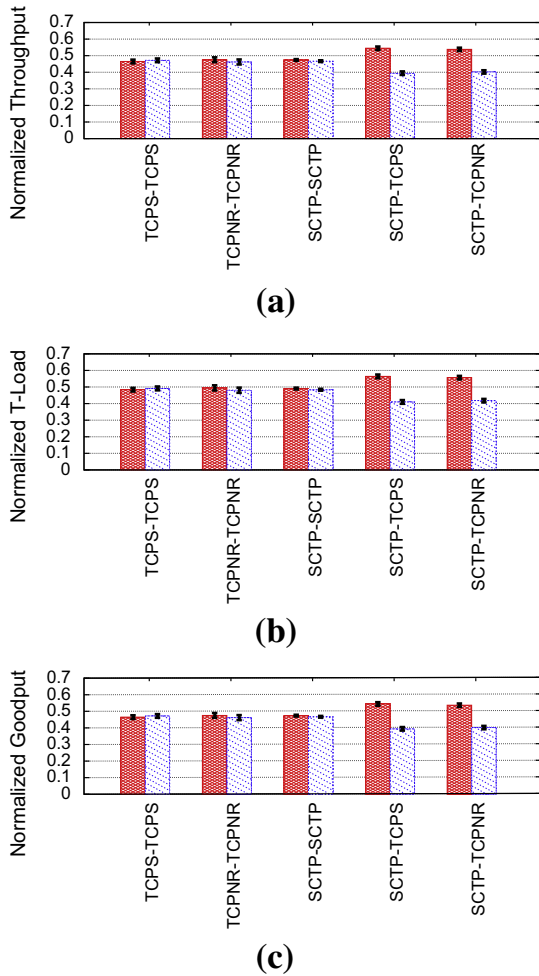 Normalized Throughput
0.7
0.6
0.5
0.4
0.3
0.2
0.1
0
TCPS-TCPS
TCPNR-TCPNR
SCTP-SCTP
SCTP-TCPS
SCTP-TCPNR
(a)
Normalized T-Load
0.7
0.6
0.5
0.4
0.3
0.2
0.1
0
TCPS-TCPS
TCPNR-TCPNR
SCTP-SCTP
SCTP-TCPS
SCTP-TCPNR
(b)
Normalized Goodput
0.7
0.6
0.5
0.4
0.3
0.2
0.1
0
TCPS-TCPS
TCPNR-TCPNR
SCTP-SCTP
SCTP-TCPS
SCTP-TCPNR
(c)